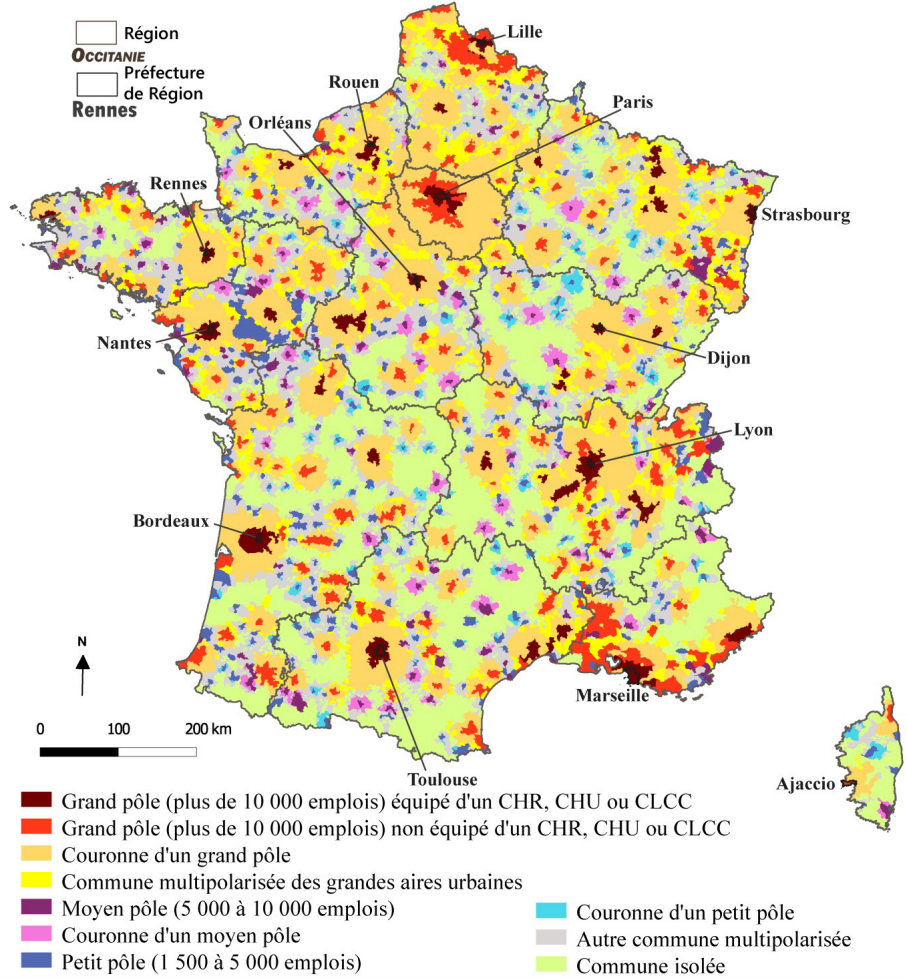 Région
OCCITANIE
Préfecture
de Région
Rennes
Lille
Rouen
Paris
Orléans
Rennes
Strasbourg
Nantes
Dijon
Lyon
Bordeaux
N
Marseille
0 100 200 km
Toulouse
Ajaccio
Grand pôle (plus de 10 000 emplois) équipé d'un CHR, CHU ou CLCC
Grand pôle (plus de 10 000 emplois) non équipé d'un CHR, CHU ou CLCC
Couronne d'un grand pôle
Commune multipolarisée des grandes aires urbaines
Moyen pôle (5 000 à 10 000 emplois)
Couronne d'un moyen pôle
Petit pôle (1 500 à 5 000 emplois)
Couronne d'un petit pôle
Autre commune multipolarisée
Commune isolée